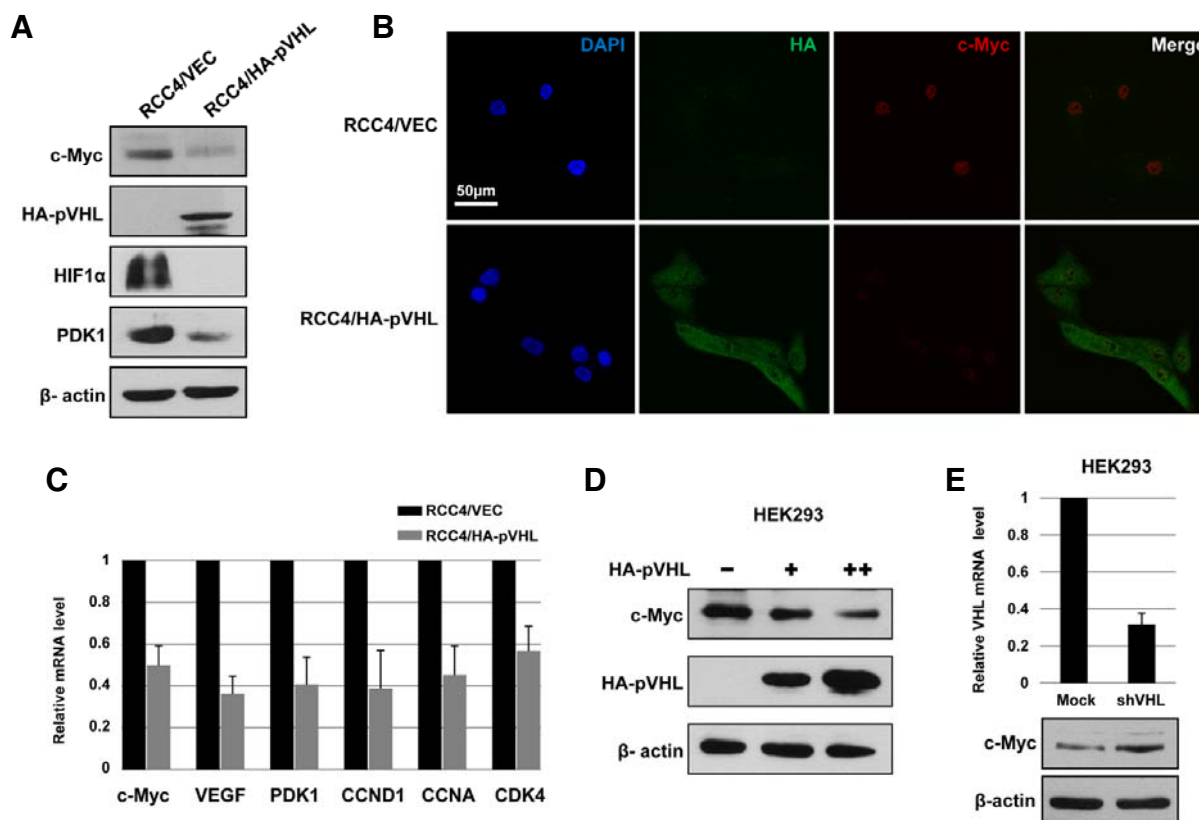 A
RCC4/VEC
RCC4/HA-pVHL
c-Myc
HA-pVHL
HIF1α
PDK1
β- actin
B
DAPI
HA
c-Myc
Merge
RCC4/VEC
50μm
RCC4/HA-pVHL
C
RCC4/VEC
RCC4/HA-pVHL
Relative mRNA level
1
0.8
0.6
0.4
0.2
0
c-Myc
VEGF
PDK1
CCND1
CCNA
CDK4
D
HEK293
HA-pVHL
- + ++
c-Myc
HA-pVHL
β- actin
E
HEK293
Relative VHL mRNA level
1
0.8
0.6
0.4
0.2
0
Mock
shVHL
c-Myc
β-actin